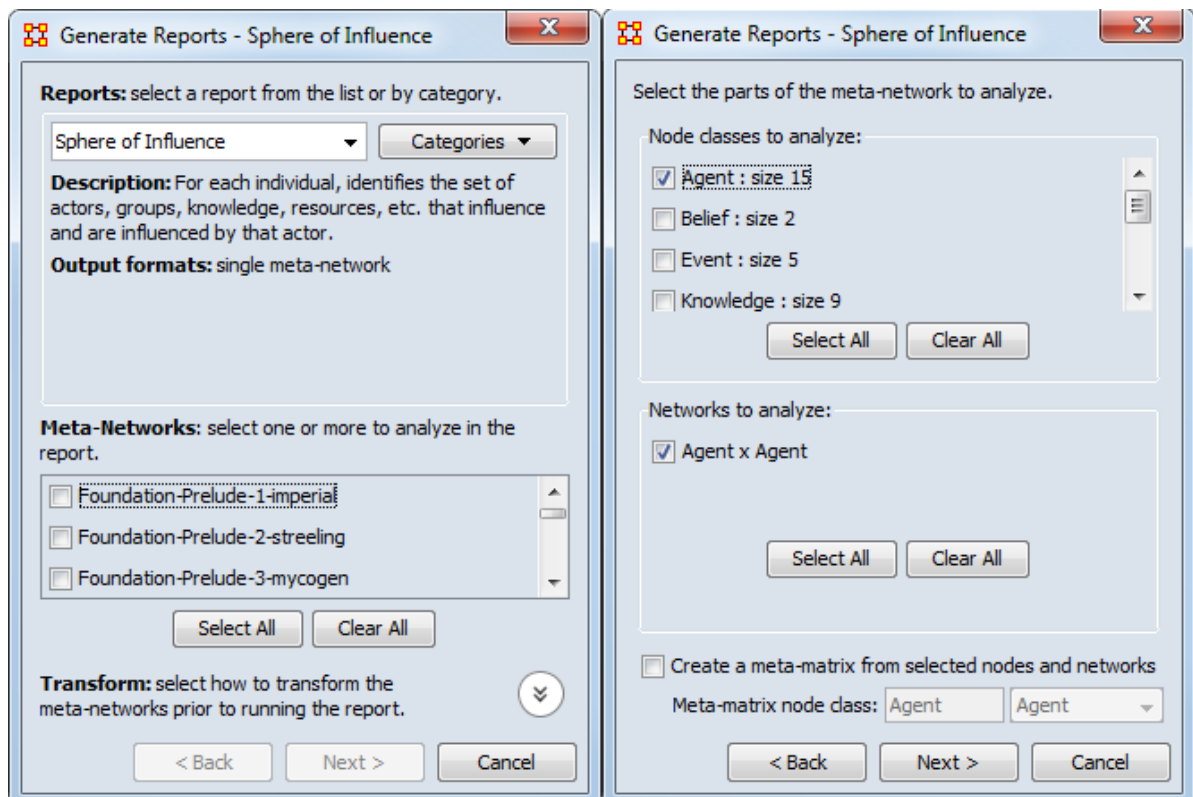 Generate Reports - Sphere of Influence
Reports: select a report from the list or by category.
Sphere of Influence
Categories
Description: For each individual, identifies the set of
actors, groups, knowledge, resources, etc. that influence
and are influenced by that actor.
Output formats: single meta-network
Meta-Networks: select one or more to analyze in the
report.
Foundation-Prelude-1-imperial
Foundation-Prelude-2-streeling
Foundation-Prelude-3-mycogen
Select All
Clear All
Transform: select how to transform the
meta-networks prior to running the report.
< Back
Next >
Cancel
Generate Reports - Sphere of Influence
Select the parts of the meta-network to analyze.
Node classes to analyze:
Agent : size 15
Belief : size 2
Event : size 5
Knowledge : size 9
Select All
Clear All
Networks to analyze:
Agent x Agent
Select All
Clear All
Create a meta-matrix from selected nodes and networks
Meta-matrix node class: Agent
Agent
< Back
Next >
Cancel